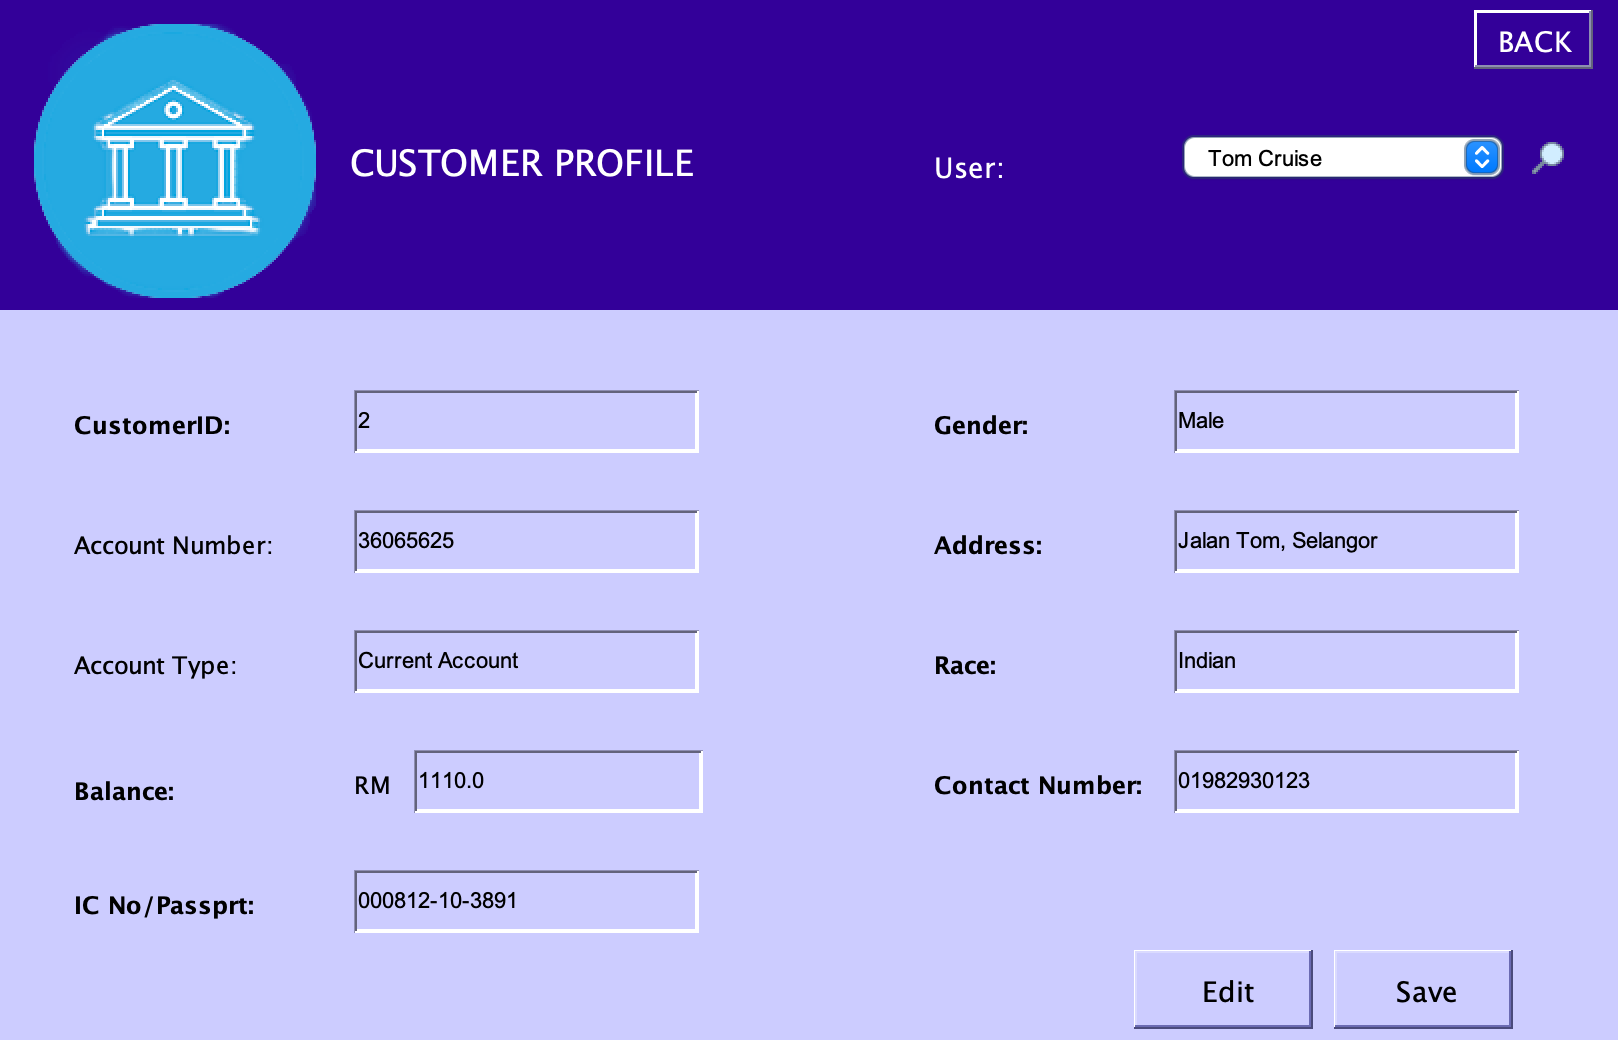 BACK
CUSTOMER PROFILE
User:
Tom Cruise
CustomerID:
2
Gender:
Male
Account Number:
36065625
Address:
Jalan Tom, Selangor
Account Type:
Current Account
Race:
Indian
Balance:
RM
1110.0
Contact Number:
01982930123
IC No/Passprt:
000812-10-3891
Edit
Save